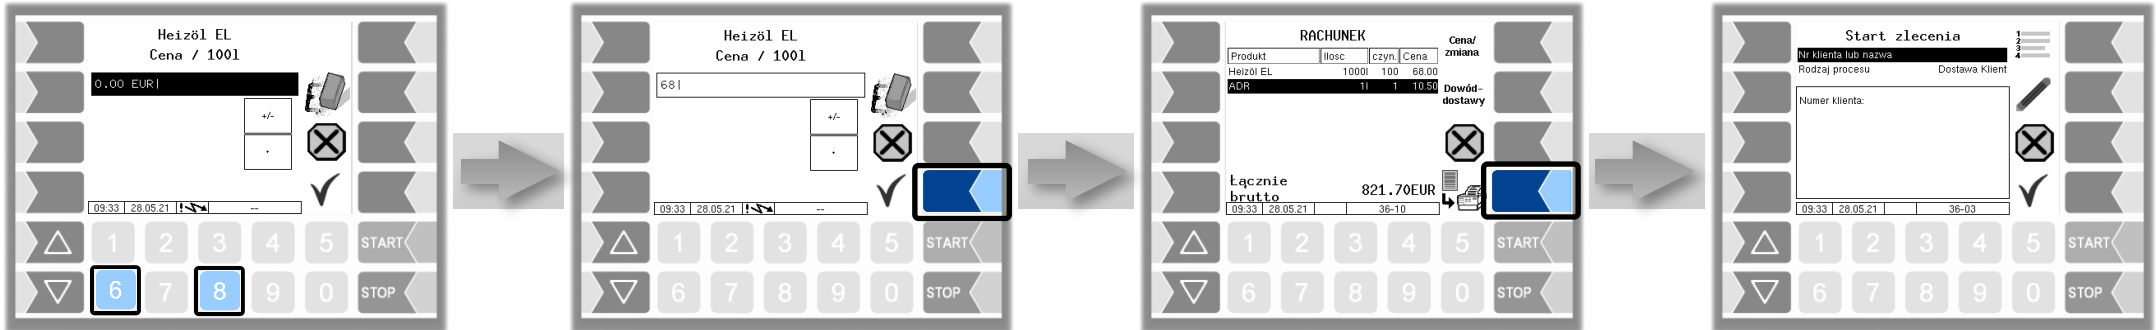 Heizöl EL
Cena / 100l
0.00 EUR
+/-
.
09:33 28.05.21 --
1 2 3 4 5 START
6 7 8 9 0 STOP
Heizöl EL
Cena / 100l
68
+/-
.
09:33 28.05.21 --
1 2 3 4 5 START
6 7 8 9 0 STOP
RACHUNEK
Cena/
zmiana
Produkt Ilosc czyn. Cena
Heizöl EL 1000l 100 68.00
ADR 1l 1 10.50
Dowód-
dostawy
Łącznie
brutto 821.70EUR
09:33 28.05.21 36-10
1 2 3 4 5 START
6 7 8 9 0 STOP
Start zlecenia
1
2
3
4
Nr klienta lub nazwa
Rodzaj procesu Dostawa Klient
Numer klienta:
09:33 28.05.21 36-03
1 2 3 4 5 START
6 7 8 9 0 STOP